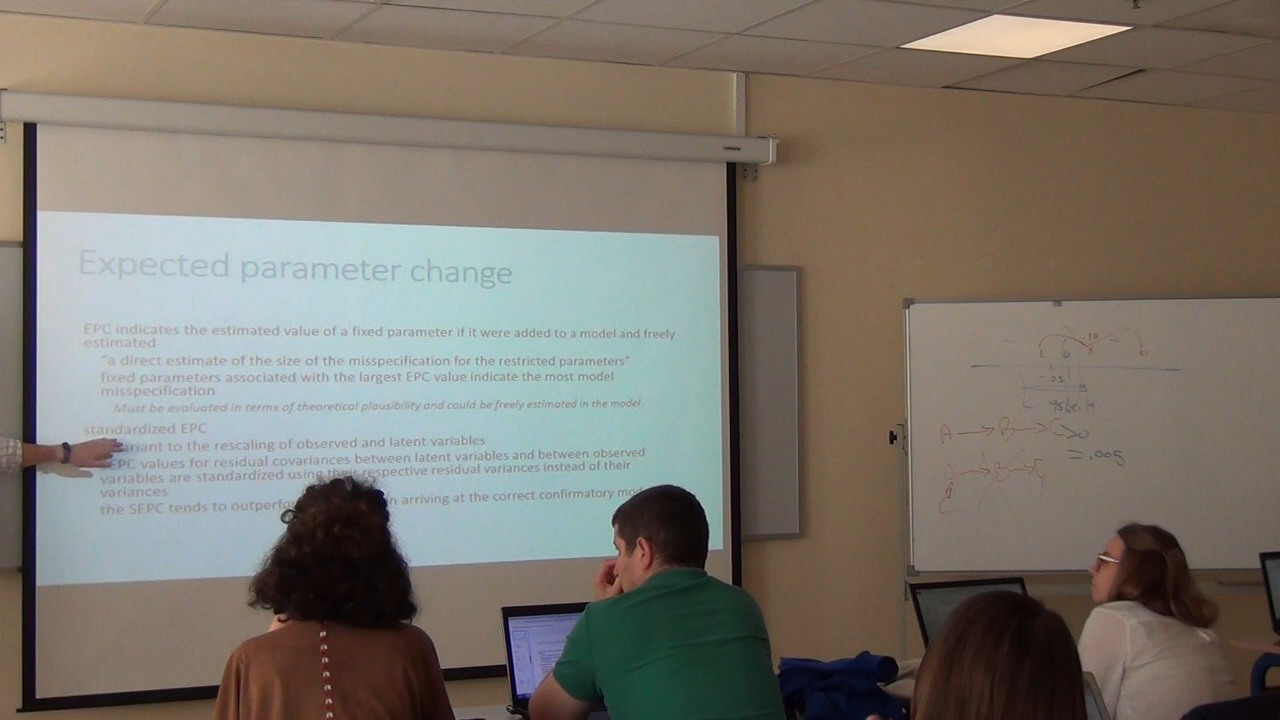 Expected parameter change
EPC indicates the estimated value of a fixed parameter if it were added to a model and freely
estimated
"a direct estimate of the size of the misspecification for the restricted parameters"
fixed parameters associated with the largest EPC value indicate the most model
misspecification
Must be evaluated in terms of theoretical plausibility and could be freely estimated in the model.
standardized EPC
to the rescaling of observed and latent variables
EPC values for residual covariances between latent variables and between observed
variables are standardized using their respective residual variances instead of their
variances
the SEPC tends to arriving at the correct confirmatory
A B C >0
= .005